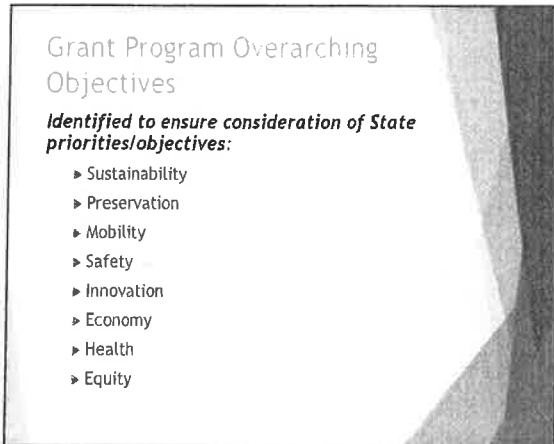 Grant Program Overarching
Objectives
Identified to ensure consideration of State
priorities/objectives:
▸ Sustainability
▸ Preservation
▸ Mobility
▸ Safety
▸ Innovation
▸ Economy
▸ Health
▸ Equity